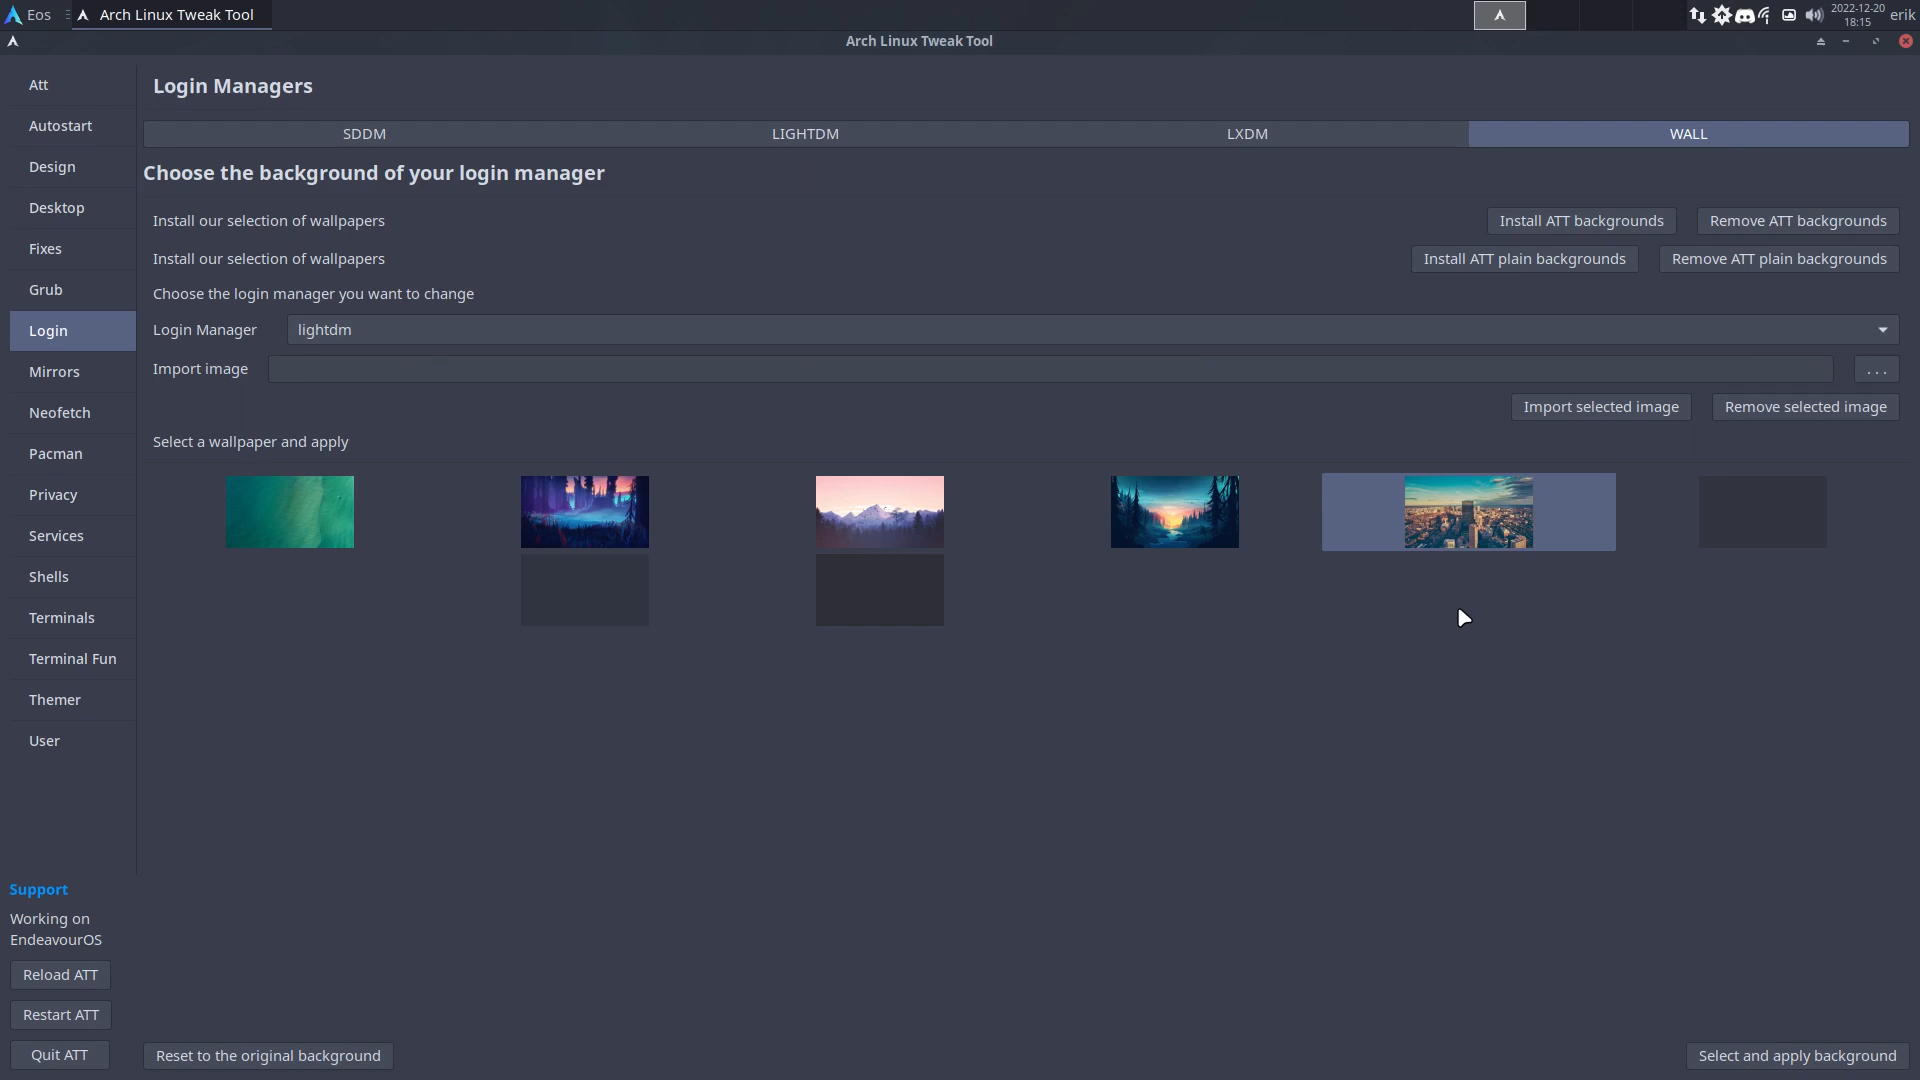 Eos
Arch Linux Tweak Tool
2022-12-20
18:15
erik
Arch Linux Tweak Tool
Att
Autostart
Design
Desktop
Fixes
Grub
Login
Mirrors
Neofetch
Pacman
Privacy
Services
Shells
Terminals
Terminal Fun
Themer
User
Support
Working on
EndeavourOS
Reload ATT
Restart ATT
Quit ATT
Login Managers
SDDM LIGHTDM LXDM WALL
Choose the background of your login manager
Install our selection of wallpapers Install ATT backgrounds Remove ATT backgrounds
Install our selection of wallpapers Install ATT plain backgrounds Remove ATT plain backgrounds
Choose the login manager you want to change
Login Manager lightdm
Import image ...
Import selected image Remove selected image
Select a wallpaper and apply
Reset to the original background Select and apply background